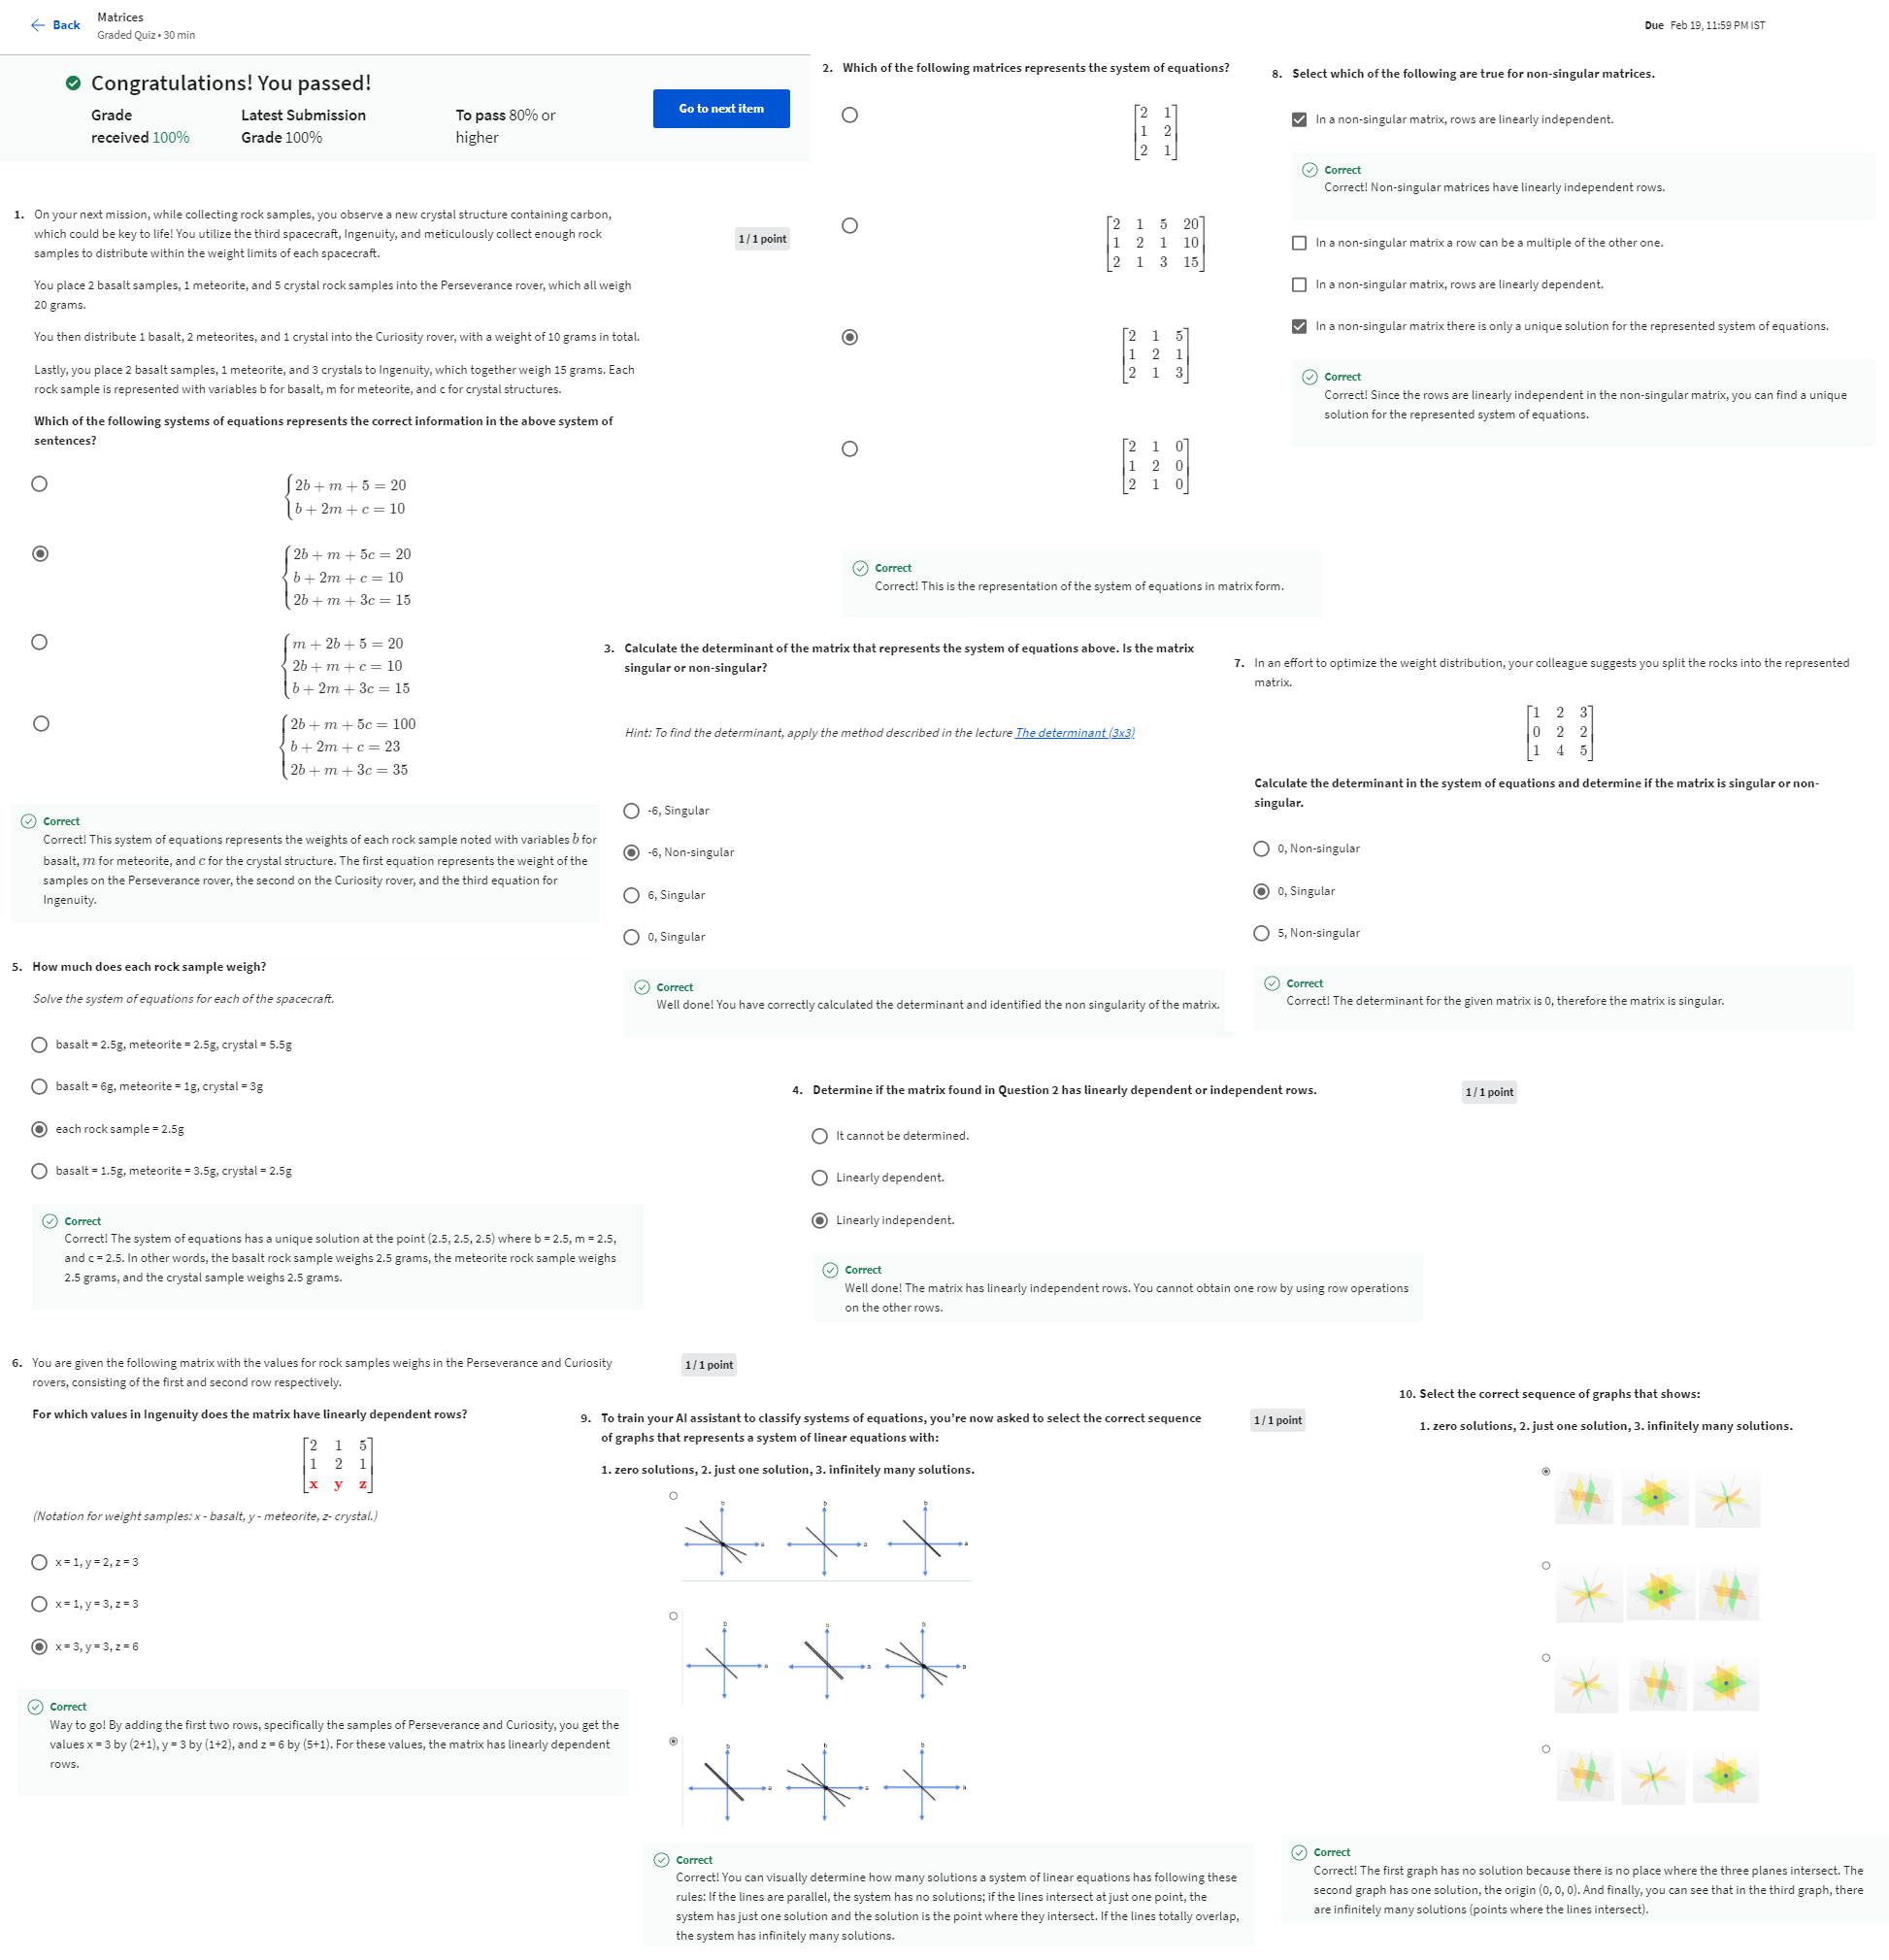 Back
Matrices
Graded Quiz • 30 min
Due Feb 19, 11:59 PM IST
Congratulations! You passed!
Grade
received 100%
Latest Submission
Grade 100%
To pass 80% or
higher
Go to next item
1. On your next mission, while collecting rock samples, you observe a new crystal structure containing carbon,
which could be key to life! You utilize the third spacecraft, Ingenuity, and meticulously collect enough rock
samples to distribute within the weight limits of each spacecraft.
1 / 1 point
You place 2 basalt samples, 1 meteorite, and 5 crystal rock samples into the Perseverance rover, which all weigh
20 grams.
You then distribute 1 basalt, 2 meteorites, and 1 crystal into the Curiosity rover, with a weight of 10 grams in total.
Lastly, you place 2 basalt samples, 1 meteorite, and 3 crystals to Ingenuity, which together weigh 15 grams. Each
rock sample is represented with variables b for basalt, m for meteorite, and c for crystal structures.
Which of the following systems of equations represents the correct information in the above system of
sentences?
2b + m + 5 = 20
b + 2m + c = 10
2b + m + 5c = 20
b + 2m + c = 10
2b + m + 3c = 15
m + 2b + 5 = 20
2b + m + c = 10
b + 2m + 3c = 15
2b + m + 5c = 100
b + 2m + c = 23
2b + m + 3c = 35
Correct
Correct! This system of equations represents the weights of each rock sample noted with variables b for
basalt, m for meteorite, and c for the crystal structure. The first equation represents the weight of the
samples on the Perseverance rover, the second on the Curiosity rover, and the third equation for
Ingenuity.
2. Which of the following matrices represents the system of equations?
2 1
1 2
2 1
2 1 5 20
1 2 1 10
2 1 3 15
2 1 5
1 2 1
2 1 3
2 1 0
1 2 0
2 1 0
Correct
Correct! This is the representation of the system of equations in matrix form.
8. Select which of the following are true for non-singular matrices.
In a non-singular matrix, rows are linearly independent.
Correct
Correct! Non-singular matrices have linearly independent rows.
In a non-singular matrix a row can be a multiple of the other one.
In a non-singular matrix, rows are linearly dependent.
In a non-singular matrix there is only a unique solution for the represented system of equations.
Correct
Correct! Since the rows are linearly independent in the non-singular matrix, you can find a unique
solution for the represented system of equations.
3. Calculate the determinant of the matrix that represents the system of equations above. Is the matrix
singular or non-singular?
Hint: To find the determinant, apply the method described in the lecture The determinant (3x3)
-6, Singular
-6, Non-singular
6, Singular
0, Singular
Correct
Well done! You have correctly calculated the determinant and identified the non singularity of the matrix.
7. In an effort to optimize the weight distribution, your colleague suggests you split the rocks into the represented
matrix.
1 2 3
0 2 2
1 4 5
Calculate the determinant in the system of equations and determine if the matrix is singular or non-
singular.
0, Non-singular
0, Singular
5, Non-singular
Correct
Correct! The determinant for the given matrix is 0, therefore the matrix is singular.
5. How much does each rock sample weigh?
Solve the system of equations for each of the spacecraft.
basalt = 2.5g, meteorite = 2.5g, crystal = 5.5g
basalt = 6g, meteorite = 1g, crystal = 3g
each rock sample = 2.5g
basalt = 1.5g, meteorite = 3.5g, crystal = 2.5g
Correct
Correct! The system of equations has a unique solution at the point (2.5, 2.5, 2.5) where b = 2.5, m = 2.5,
and c = 2.5. In other words, the basalt rock sample weighs 2.5 grams, the meteorite rock sample weighs
2.5 grams, and the crystal sample weighs 2.5 grams.
4. Determine if the matrix found in Question 2 has linearly dependent or independent rows.
1 / 1 point
It cannot be determined.
Linearly dependent.
Linearly independent.
Correct
Well done! The matrix has linearly independent rows. You cannot obtain one row by using row operations
on the other rows.
6. You are given the following matrix with the values for rock samples weighs in the Perseverance and Curiosity
rovers, consisting of the first and second row respectively.
1 / 1 point
For which values in Ingenuity does the matrix have linearly dependent rows?
2 1 5
1 2 1
x y z
(Notation for weight samples: x - basalt, y - meteorite, z- crystal.)
x = 1, y = 2, z = 3
x = 1, y = 3, z = 3
x = 3, y = 3, z = 6
Correct
Way to go! By adding the first two rows, specifically the samples of Perseverance and Curiosity, you get the
values x = 3 by (2+1), y = 3 by (1+2), and z = 6 by (5+1). For these values, the matrix has linearly dependent
rows.
9. To train your AI assistant to classify systems of equations, you're now asked to select the correct sequence
of graphs that represents a system of linear equations with:
1 / 1 point
1. zero solutions, 2. just one solution, 3. infinitely many solutions.
b b b
a a a
b b b
a a a
b b b
a a a
Correct
Correct! You can visually determine how many solutions a system of linear equations has following these
rules: If the lines are parallel, the system has no solutions; if the lines intersect at just one point, the
system has just one solution and the solution is the point where they intersect. If the lines totally overlap,
the system has infinitely many solutions.
10. Select the correct sequence of graphs that shows:
1. zero solutions, 2. just one solution, 3. infinitely many solutions.
Correct
Correct! The first graph has no solution because there is no place where the three planes intersect. The
second graph has one solution, the origin (0, 0, 0). And finally, you can see that in the third graph, there
are infinitely many solutions (points where the lines intersect).